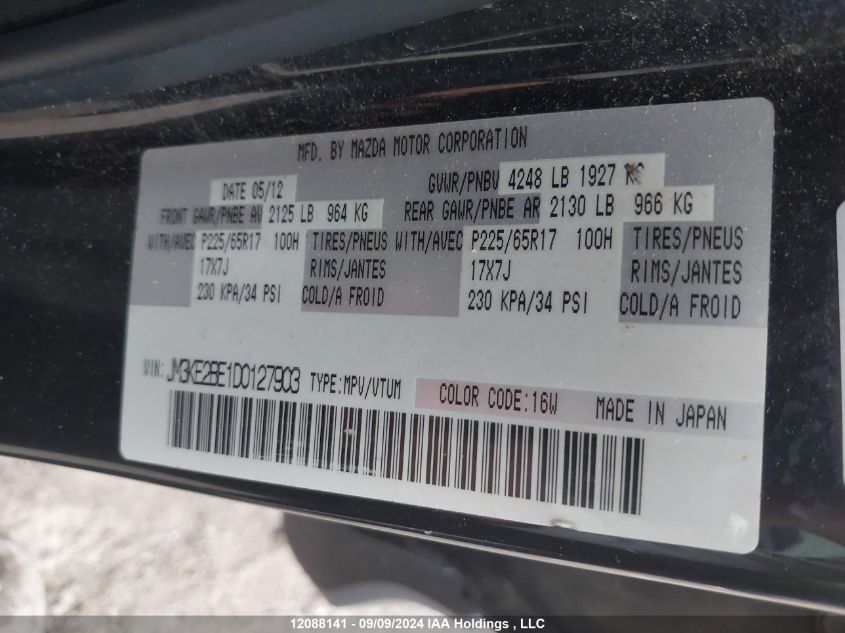 MFD. BY MAZDA MOTOR CORPORATION
DATE 05/12 GVWR/PNBV 4248 LB 1927 KG
FRONT GAWR/PNBE AV 2125 LB 964 KG REAR GAWR/PNBE AR 2130 LB 966 KG
WITH/AVEC P225/65R17 100H TIRES/PNEUS WITH/AVEC P225/65R17 100H TIRES/PNEUS
17X7J RIMS/JANTES 17X7J RIMS/JANTES
230 KPA/34 PSI COLD/A FROID 230 KPA/34 PSI COLD/A FROID
VIN: JM3KE2BE1D0127903 TYPE:MPV/VTUM COLOR CODE:16W MADE IN JAPAN
12088141 - 09/09/2024 IAA Holdings , LLC